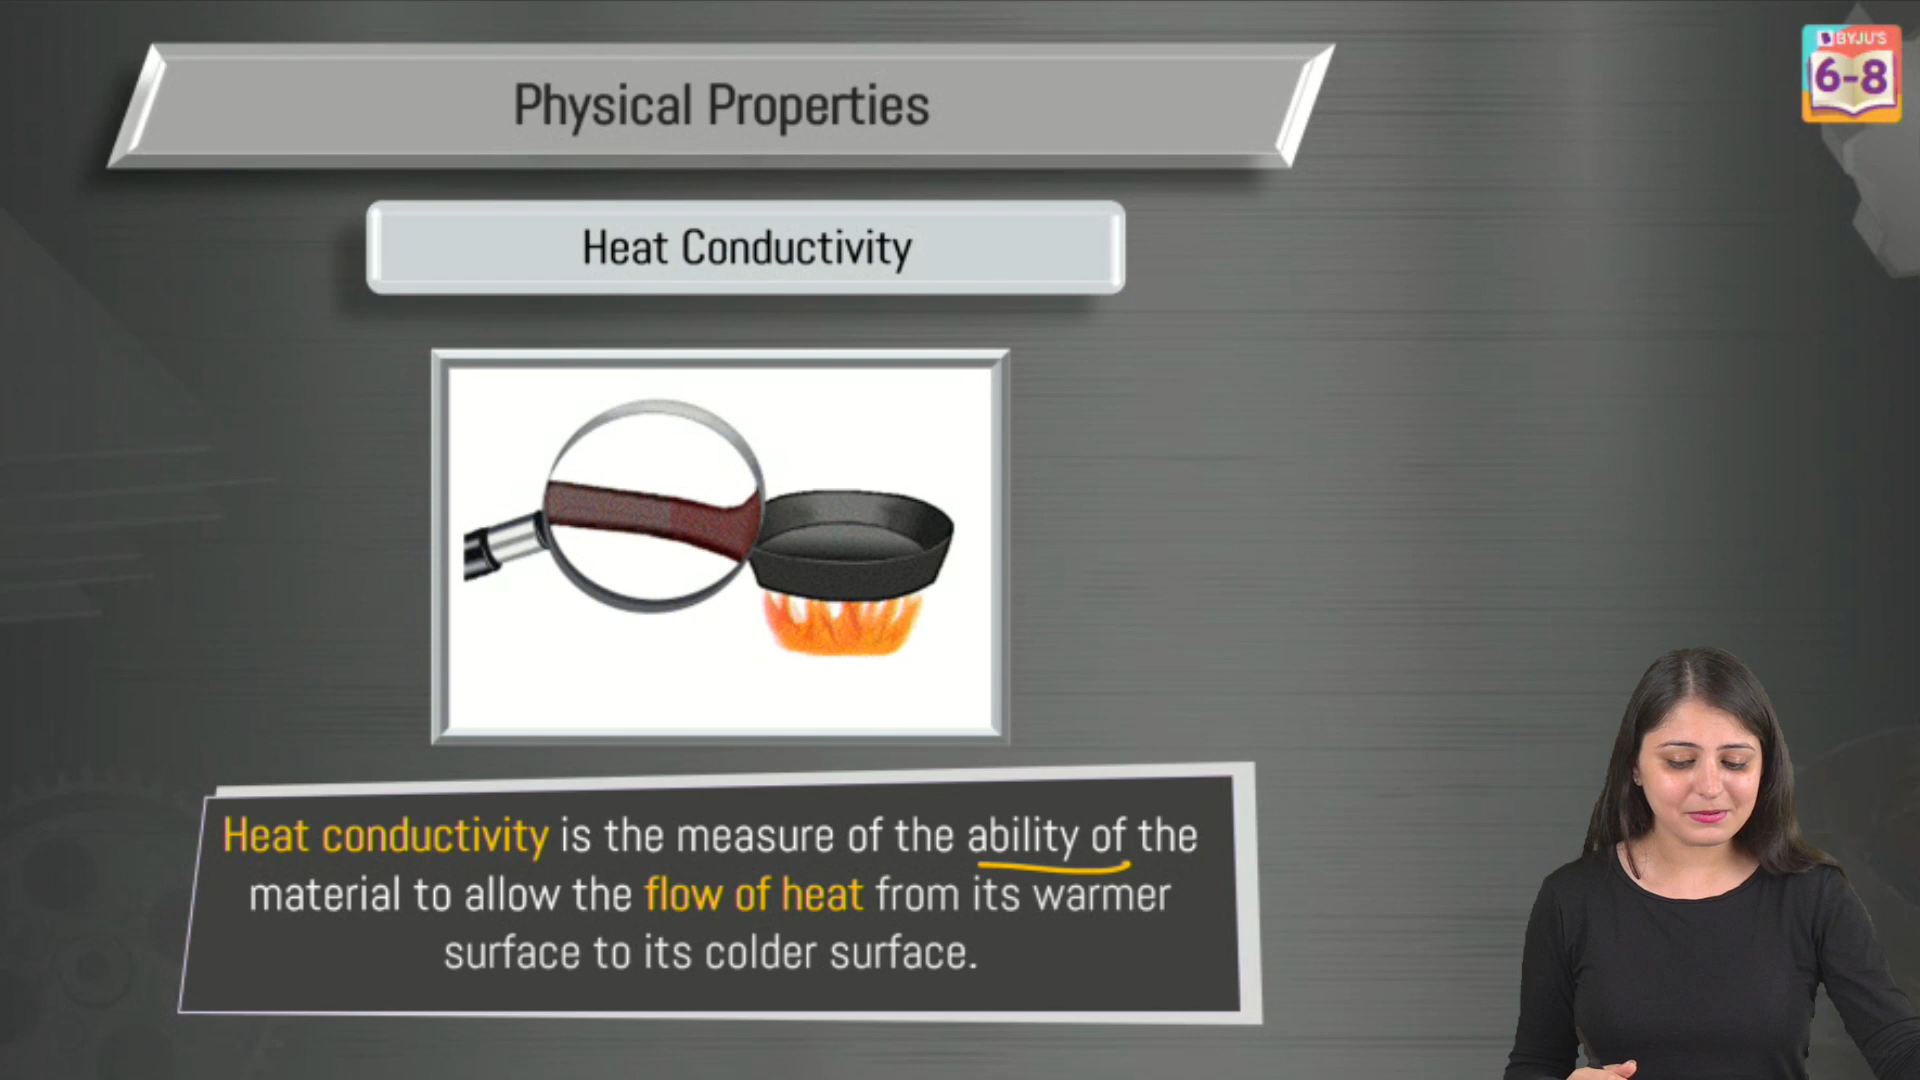 Physical Properties
BYJU'S
6-8
Heat Conductivity
Heat conductivity is the measure of the ability of the
material to allow the flow of heat from its warmer
surface to its colder surface.